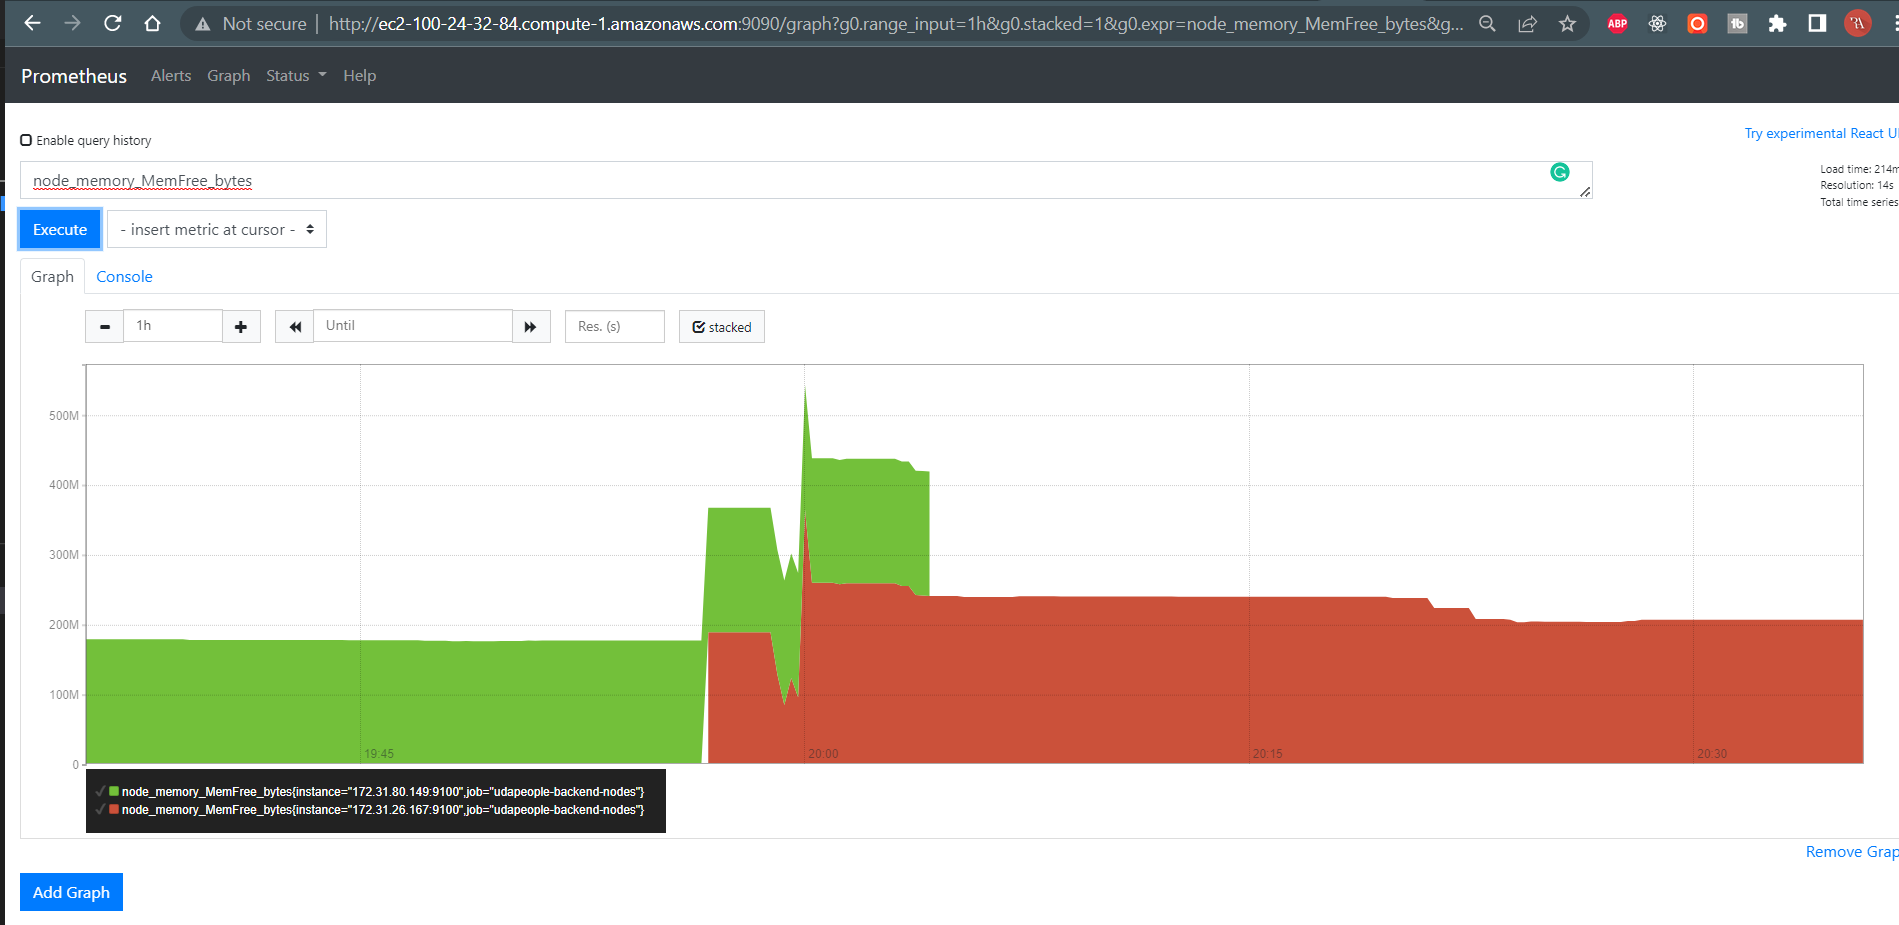 Not secure | http://ec2-100-24-32-84.compute-1.amazonaws.com:9090/graph?g0.range_input=1h&g0.stacked=1&g0.expr=node_memory_MemFree_bytes&g...
ABP
Prometheus Alerts Graph Status Help
Enable query history
Try experimental React UI
node_memory_MemFree_bytes
Load time: 214m
Resolution: 14s
Total time series
Execute
- insert metric at cursor -
Graph Console
1h Until Res. (s) stacked
500M
400M
300M
200M
100M
0
19:45 20:00 20:15 20:30
node_memory_MemFree_bytes{instance="172.31.80.149:9100",job="udapeople-backend-nodes"}
node_memory_MemFree_bytes{instance="172.31.26.167:9100",job="udapeople-backend-nodes"}
Remove Grap
Add Graph